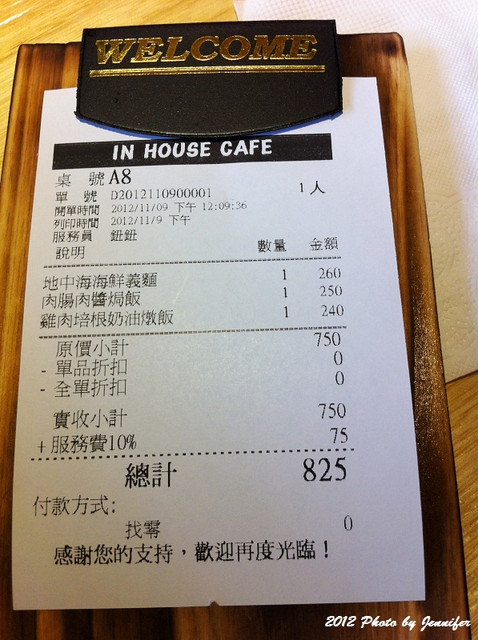 WELCOME
IN HOUSE CAFE
桌 號 A8
單 號 D2012110900001 1人
開單時間 2012/11/09 下午 12:09:36
列印時間 2012/11/9 下午
服務員 鈕鈕
說明 數量 金額
地中海海鮮義麵 1 260
肉腸肉醬焗飯 1 250
雞肉培根奶油燉飯 1 240
原價小計 750
- 單品折扣 0
- 全單折扣 0
實收小計 750
+ 服務費10% 75
總計 825
付款方式:
找零 0
感謝您的支持，歡迎再度光臨！
2012 Photo by Jennifer